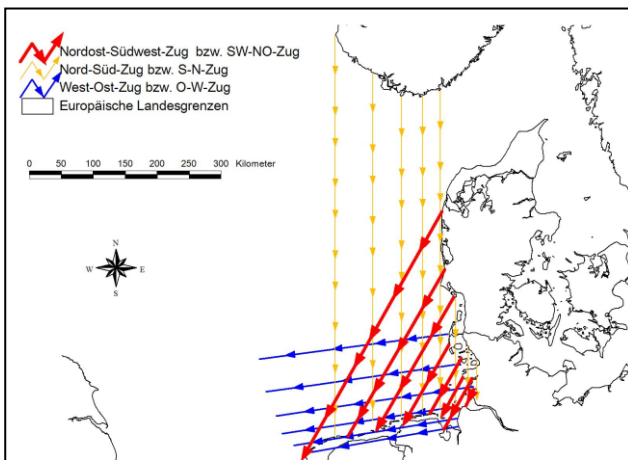 Nordost-Südwest-Zug bzw. SW-NO-Zug
Nord-Süd-Zug bzw. S-N-Zug
West-Ost-Zug bzw. O-W-Zug
Europäische Landesgrenzen
0 50 100 150 200 250 300 Kilometer
N
W E
S